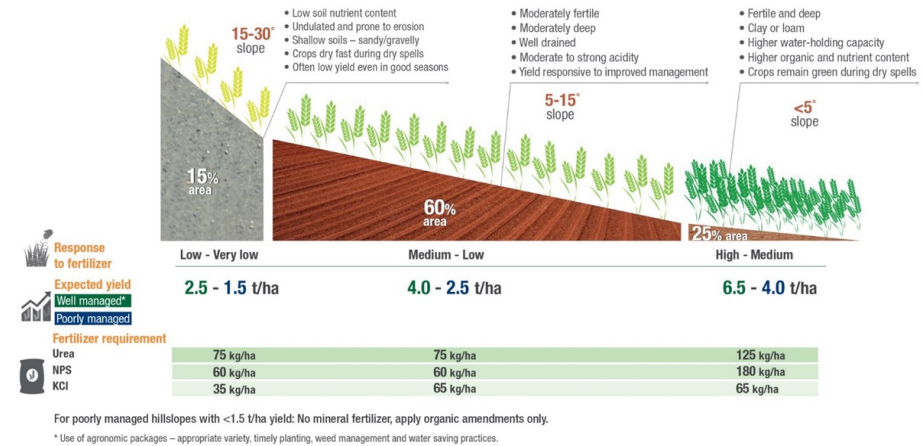 15-30° slope
• Low soil nutrient content
• Undulated and prone to erosion
• Shallow soils – sandy/gravelly
• Crops dry fast during dry spells
• Often low yield even in good seasons
• Moderately fertile
• Moderately deep
• Well drained
• Moderate to strong acidity
• Yield responsive to improved management
5-15° slope
• Fertile and deep
• Clay or loam
• Higher water-holding capacity
• Higher organic and nutrient content
• Crops remain green during dry spells
<5° slope
15% area
60% area
25% area
Response
to fertilizer
Low - Very low
Medium - Low
High - Medium
Expected yield
Well managed*
Poorly managed
2.5 - 1.5 t/ha
4.0 - 2.5 t/ha
6.5 - 4.0 t/ha
Fertilizer requirement
Urea 75 kg/ha 75 kg/ha 125 kg/ha
NPS 60 kg/ha 60 kg/ha 180 kg/ha
KCl 35 kg/ha 65 kg/ha 65 kg/ha
For poorly managed hillslopes with <1.5 t/ha yield: No mineral fertilizer, apply organic amendments only.
* Use of agronomic packages – appropriate variety, timely planting, weed management and water saving practices.